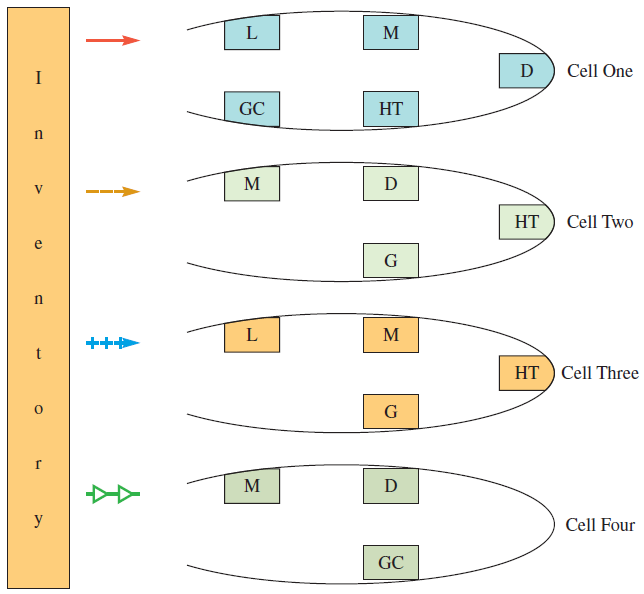 I
n
v
e
n
t
o
r
y
L M
D Cell One
GC HT
M D
HT Cell Two
G
L M
HT Cell Three
G
M D
Cell Four
GC